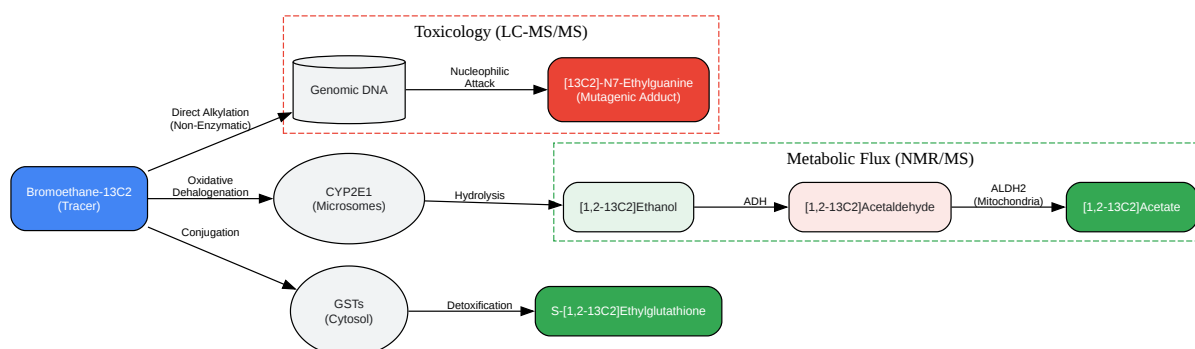 Toxicology (LC-MS/MS)
Genomic DNA
Nucleophilic
Attack
[13C2]-N7-Ethylguanine
(Mutagenic Adduct)
Direct Alkylation
(Non-Enzymatic)
Bromoethane-13C2
(Tracer)
Oxidative
Dehalogenation
CYP2E1
(Microsomes)
Hydrolysis
Metabolic Flux (NMR/MS)
[1,2-13C2]Ethanol
ADH
[1,2-13C2]Acetaldehyde
ALDH2
(Mitochondria)
[1,2-13C2]Acetate
Conjugation
GSTs
(Cytosol)
Detoxification
S-[1,2-13C2]Ethylglutathione